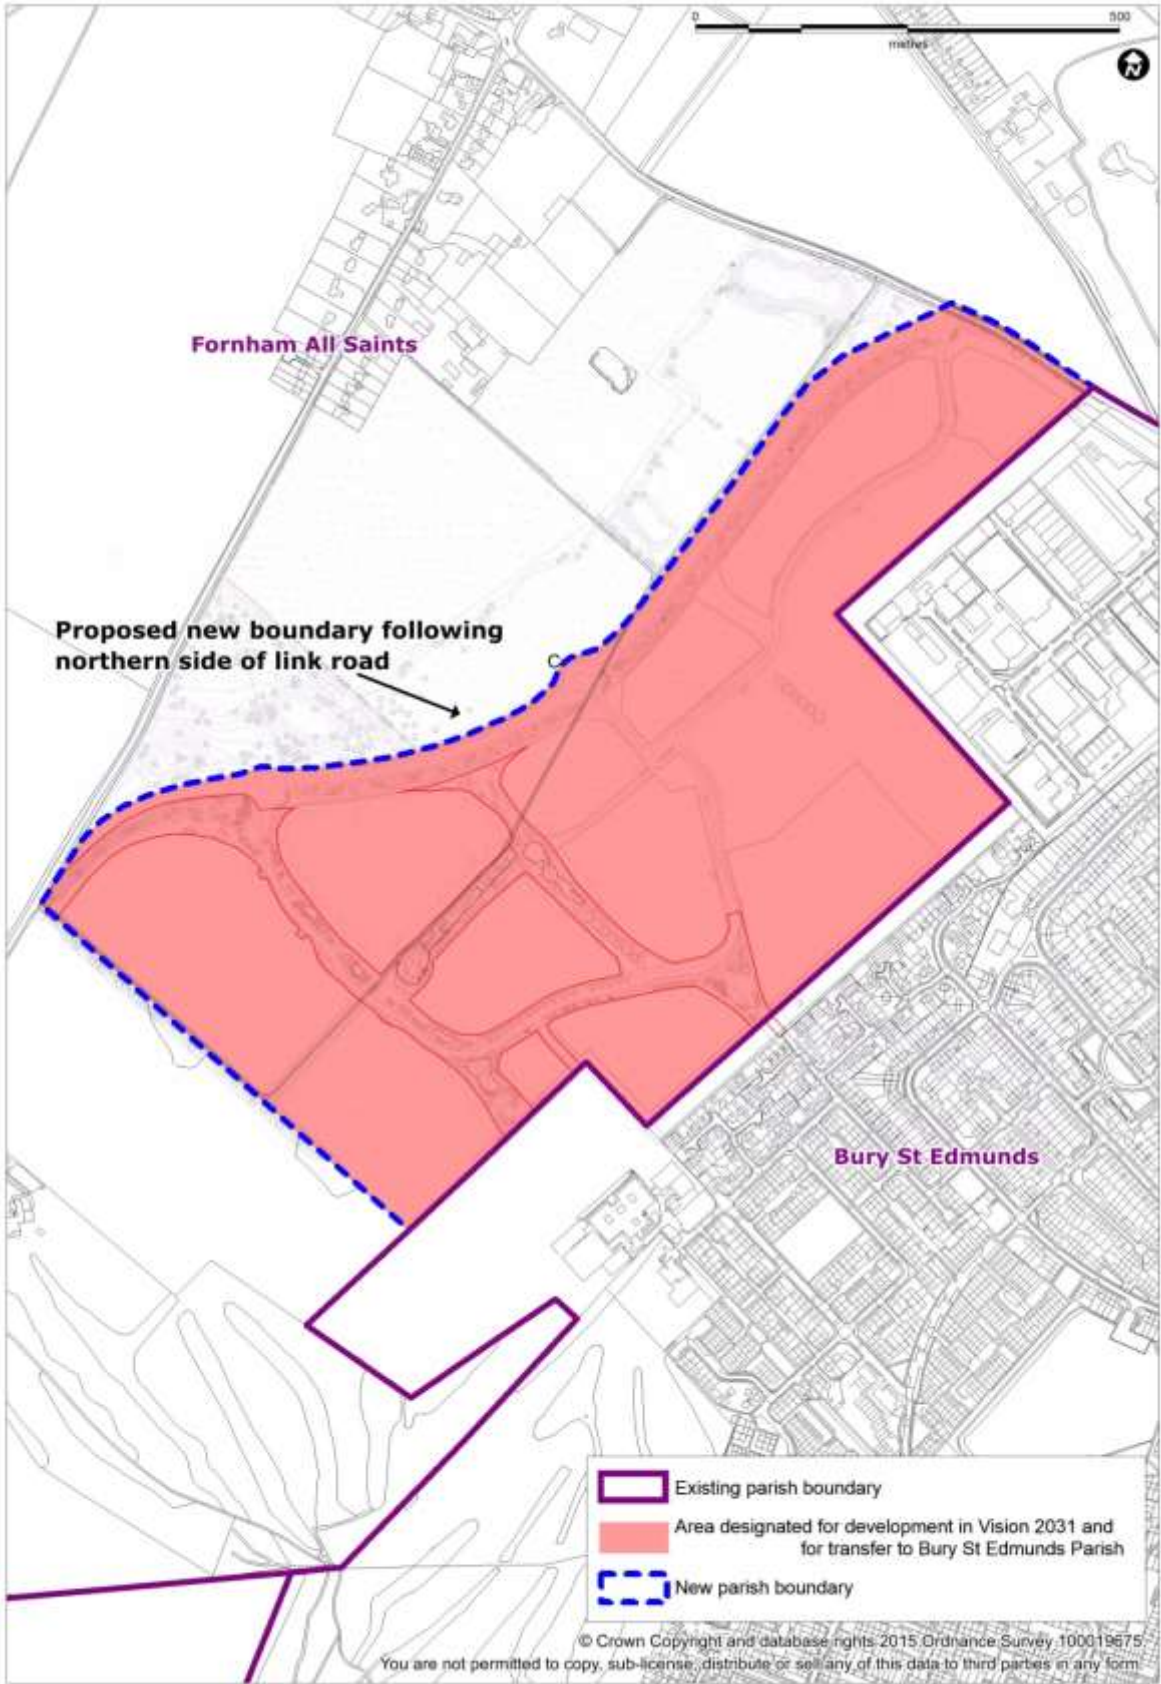 0 500
metres
N
Fornham All Saints
Proposed new boundary following
northern side of link road
C
Bury St Edmunds
Existing parish boundary
Area designated for development in Vision 2031 and
for transfer to Bury St Edmunds Parish
New parish boundary
© Crown Copyright and database rights 2015 Ordnance Survey 100019675.
You are not permitted to copy, sub-license, distribute or sell any of this data to third parties in any form